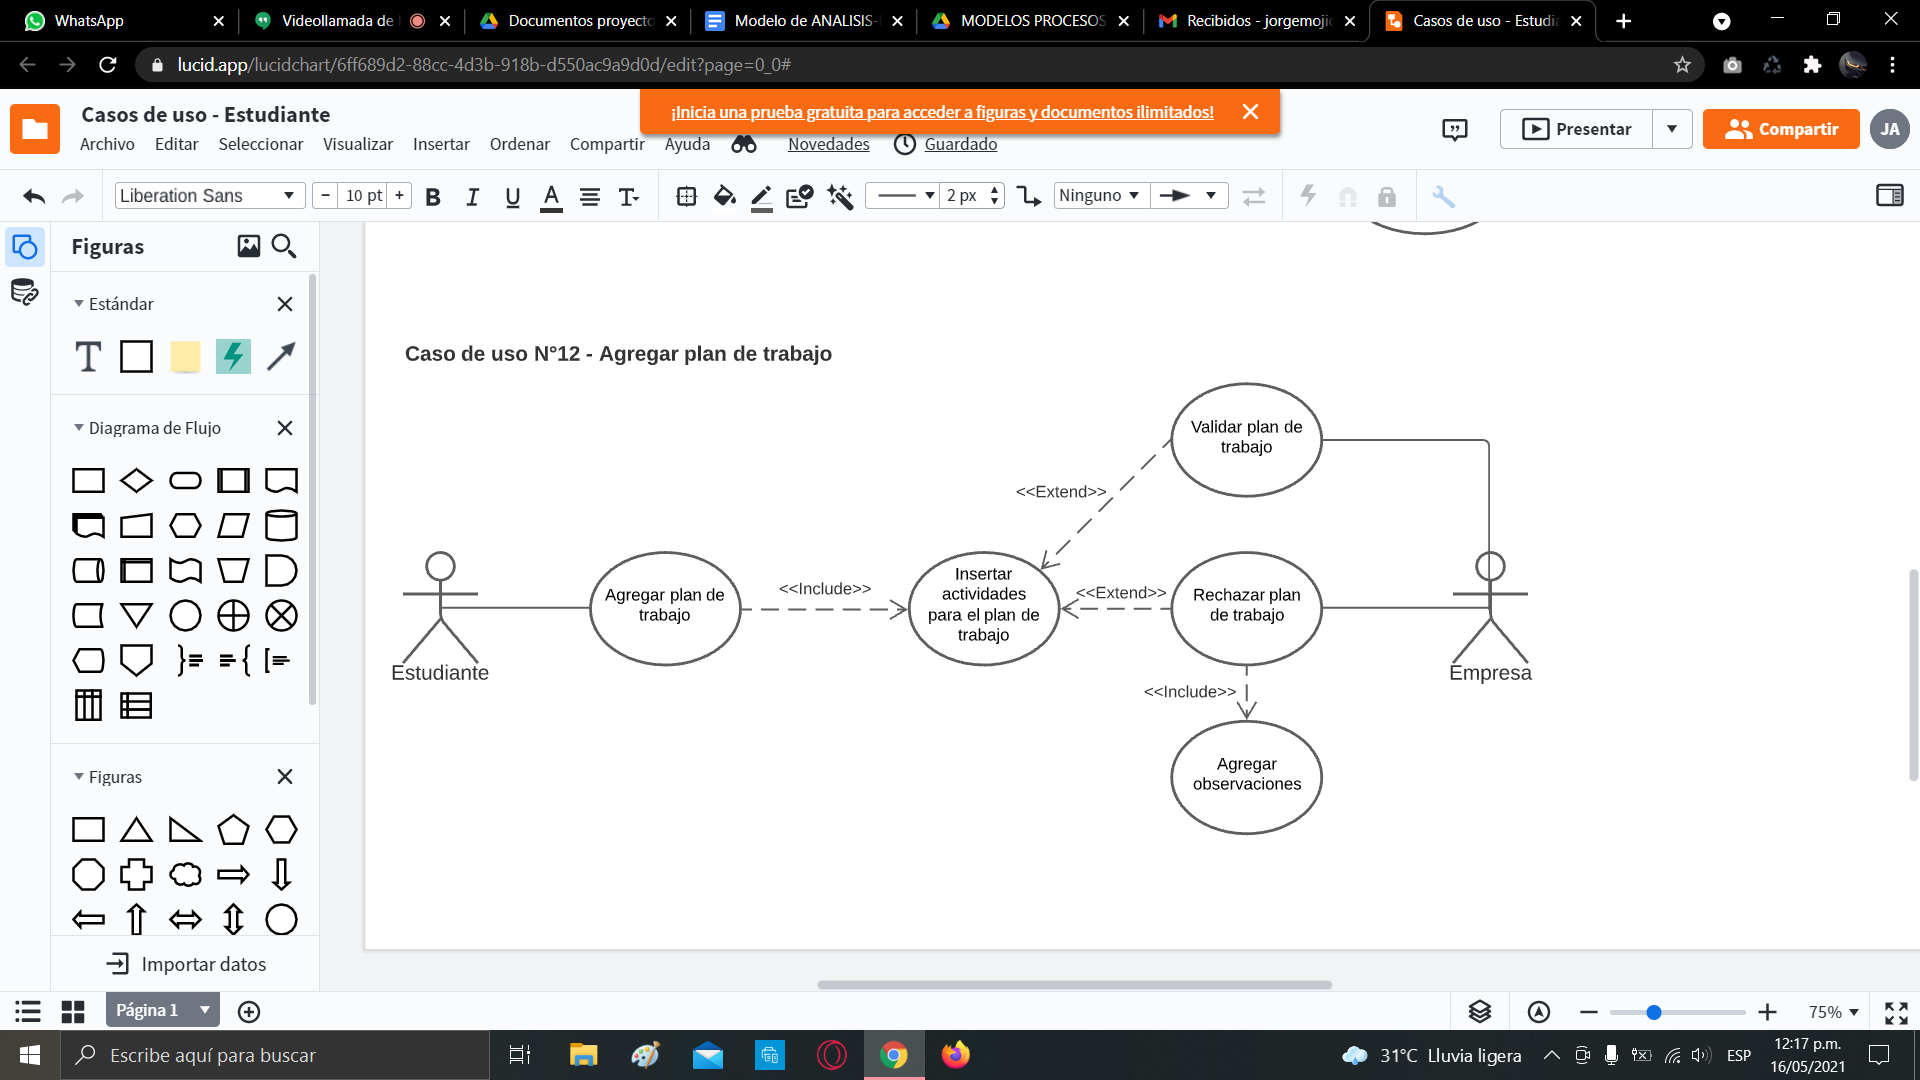 WhatsApp
Videollamada de
Documentos proyecto
Modelo de ANALISIS-
MODELOS PROCESOS
Recibidos - jorgemojic
Casos de uso - Estudia
lucid.app/lucidchart/6ff689d2-88cc-4d3b-918b-d550ac9a9d0d/edit?page=0_0#
Casos de uso - Estudiante
¡Inicia una prueba gratuita para acceder a figuras y documentos ilimitados!
Presentar
Compartir
JA
Archivo Editar Seleccionar Visualizar Insertar Ordenar Compartir Ayuda Novedades Guardado
Liberation Sans
10 pt
2 px
Ninguno
Figuras
Estándar
Diagrama de Flujo
Figuras
Importar datos
Caso de uso N°12 - Agregar plan de trabajo
Validar plan de
trabajo
<<Extend>>
Agregar plan de
trabajo
<<Include>>
Insertar
actividades
para el plan de
trabajo
<<Extend>>
Rechazar plan
de trabajo
Estudiante
Empresa
<<Include>>
Agregar
observaciones
Página 1
75%
Escribe aquí para buscar
31°C Lluvia ligera
ESP
12:17 p.m.
16/05/2021